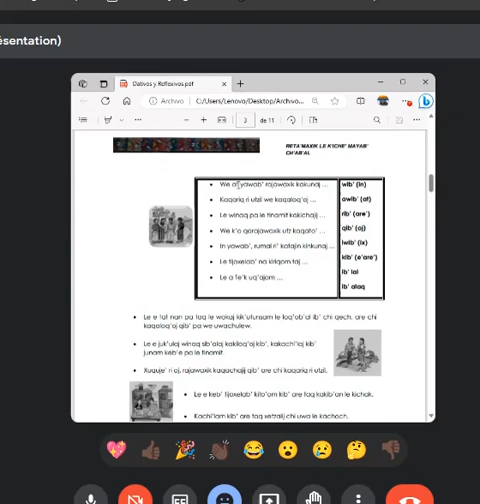 ésentation)
Dativos y Reflexivos.pdf
Archivo C:/Users/Lenovo/Desktop/Archivo...
3 de 11
RETA'MAXIK LE K'ICHE' MAYAB'
CH'AB'AL
We at yawab' rajawaxik kakunaj ... wib' (in)
Kaqariq ri utzil we kaqaloq'oj ... awib' (at)
Le winaq pa le tinamit kakichajij ... rib' (are')
We k'o qarajawaxik utz kaqato' ... qib' (oj)
In yawab', rumal ri' katajin kinkunaj ... iwib' (ix)
Le tijoxelab' na kiriqom taj ... kib' (e'are')
Le a Te'k uq'ajom ... ib' lal
ib' alaq
Le e tat nan pa taq le wokaj kik'utunsam le loq'ob'al ib' chi qech, are chi
kaqaloq'oj qib' pa we uwachulew.
Le e juk'ulaj winaq sib'alaj kakiloq'oj kib', kakachi'laj kib'
junam keb'e pa le tinamit.
Xuquje' ri oj, rajawaxik kaqachajij qib' are chi kaqariq ri utzil.
Le e keb' tijoxelab' kito'om kib' are taq kakib'an le kichak.
Kachi'lam kib' are taq xetzalij chi uwa le kachoch.